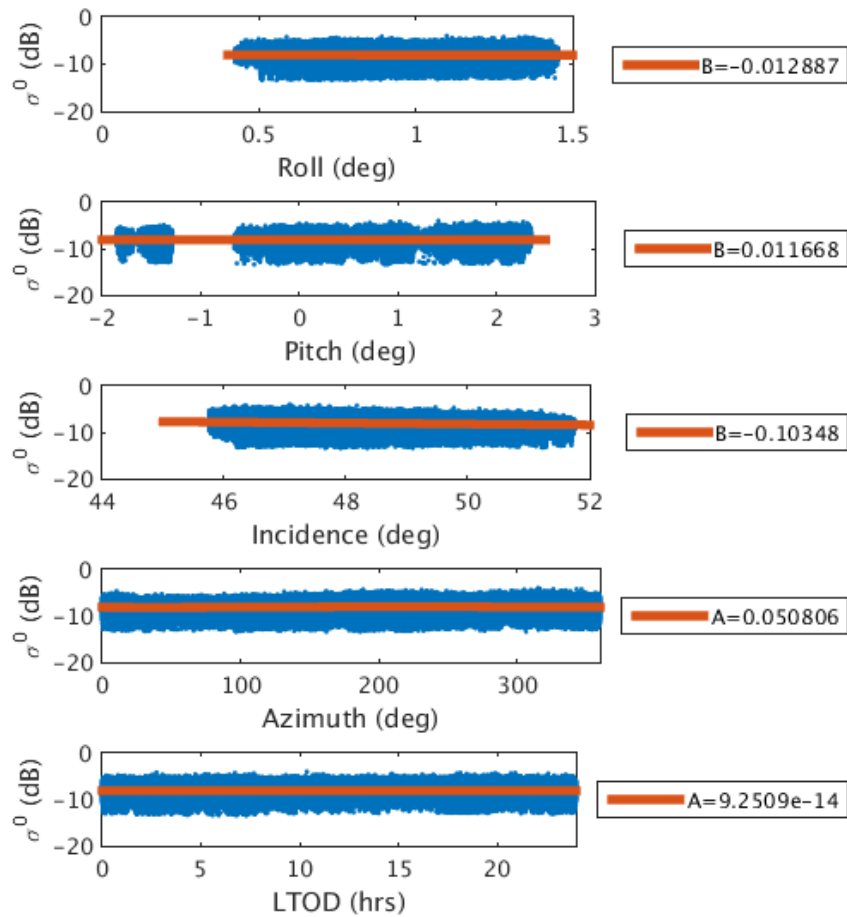 0
−10
−20
σ⁰ (dB)
0
0.5
1
1.5
Roll (deg)
B=−0.012887
0
−10
−20
σ⁰ (dB)
−2
−1
0
1
2
3
Pitch (deg)
B=0.011668
0
−10
−20
σ⁰ (dB)
44
46
48
50
52
Incidence (deg)
B=−0.10348
0
−10
−20
σ⁰ (dB)
0
100
200
300
Azimuth (deg)
A=0.050806
0
−10
−20
σ⁰ (dB)
0
5
10
15
20
LTOD (hrs)
A=9.2509e−14